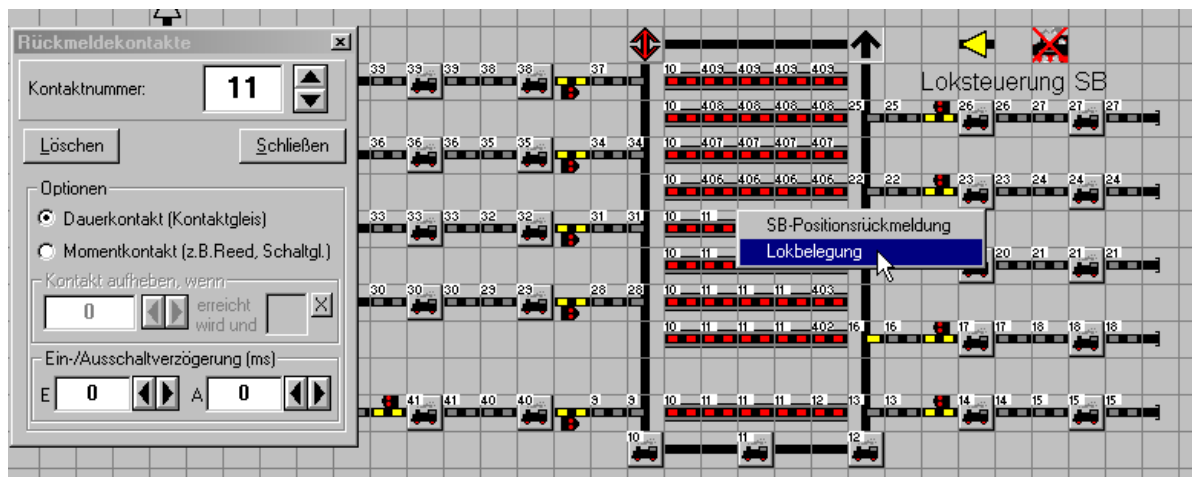 Rückmeldekontakte
Kontaktnummer: 11
Löschen Schließen
Optionen
Dauerkontakt (Kontaktgleis)
Momentkontakt (z.B.Reed, Schaltgl.)
Kontakt aufheben, wenn
0 erreicht wird und X
Ein-/Ausschaltverzögerung (ms)
E 0 A 0
Loksteuerung SB
SB-Positionsrückmeldung
Lokbelegung
39 39 39 38 38 37 10 409 409 409 409
10 408 408 408 408 25 25 26 26 27 27 27
36 36 36 35 35 34 34 10 407 407 407 407
10 406 406 406 406 22 22 23 23 24 24 24
33 33 33 32 32 31 31 10 11
10 11 20 21 21 21
30 30 30 29 29 28 28 10 11 11 11 403
10 11 11 11 402 16 16 17 17 18 18 18
41 41 40 40 9 9 10 11 11 11 12 13 13 14 14 15 15 15
10 11 12